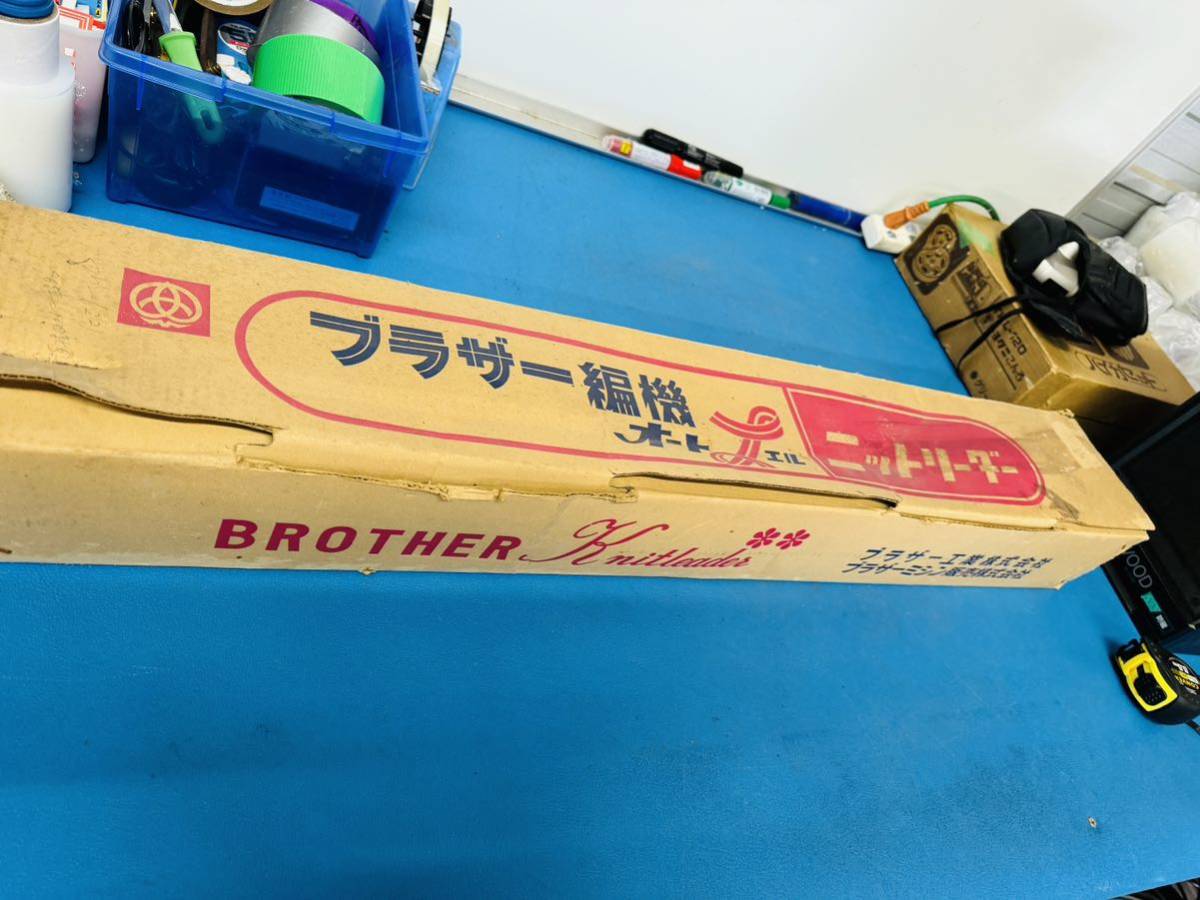 ブラザー編機
オートエル
ニットリーダー
BROTHER Knitleader
ブラザー工業株式会社
ブラザーミシン販売株式会社